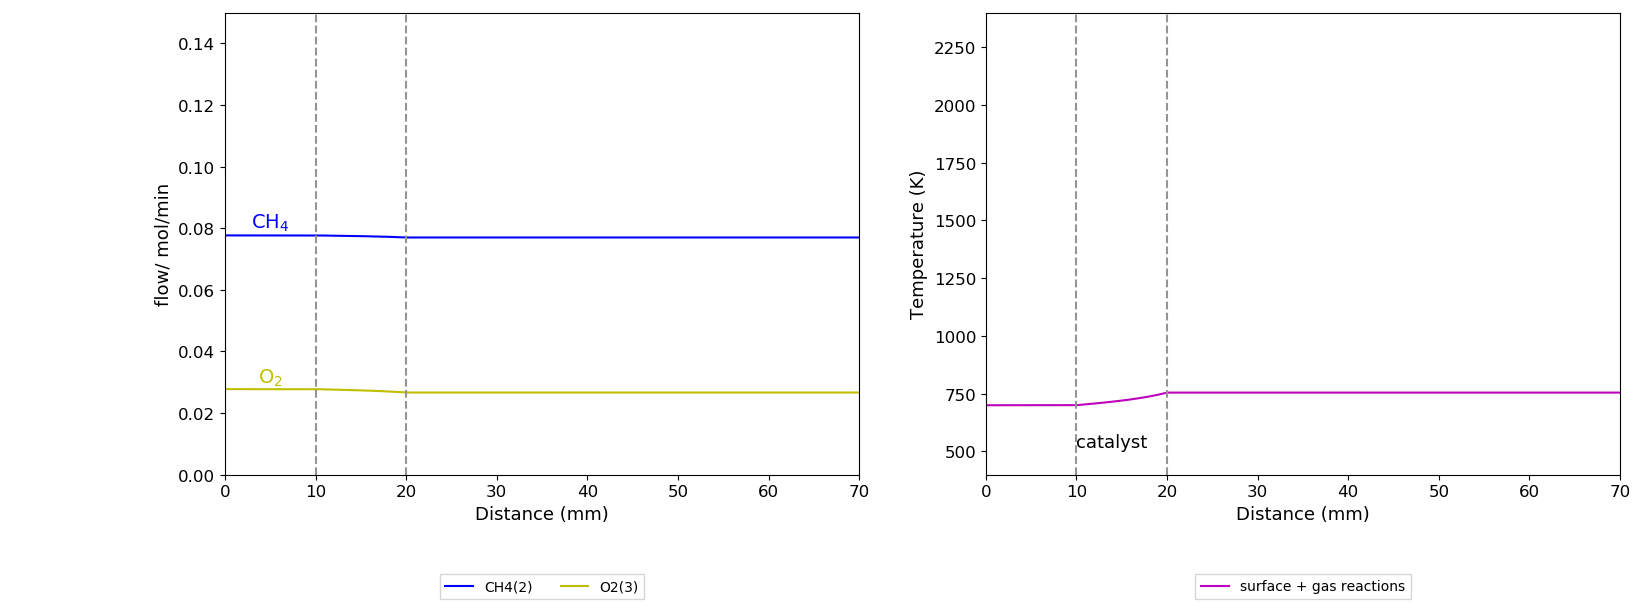 0.14
0.12
0.10
0.08
0.06
0.04
0.02
0.00
flow/ mol/min
CH₄
O₂
0 10 20 30 40 50 60 70
Distance (mm)
CH4(2) O2(3)
2250
2000
1750
1500
1250
1000
750
500
Temperature (K)
catalyst
0 10 20 30 40 50 60 70
Distance (mm)
surface + gas reactions